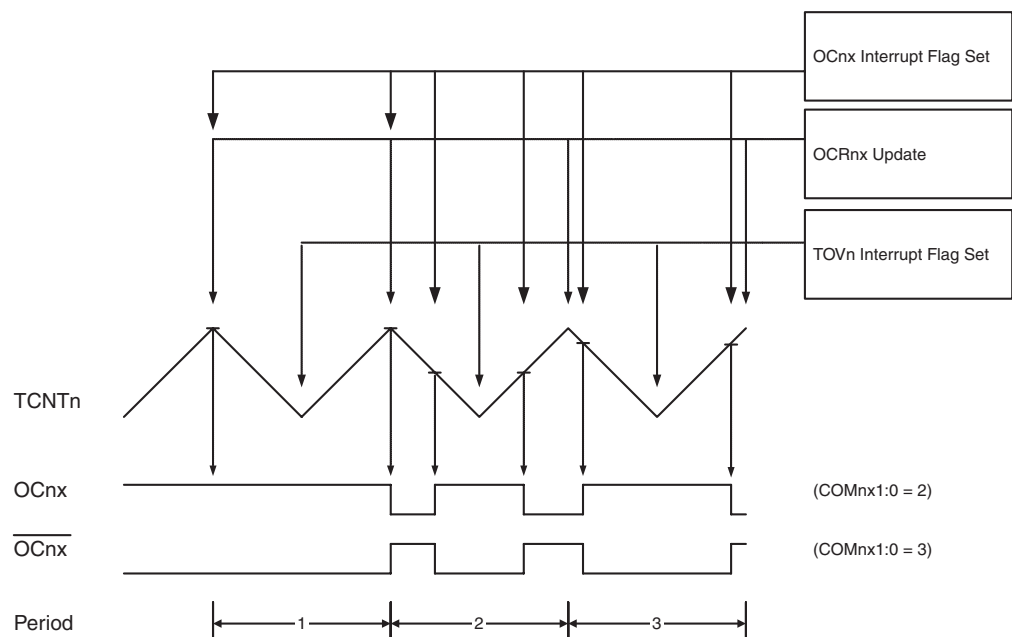 OCnx Interrupt Flag Set
OCRnx Update
TOVn Interrupt Flag Set
TCNTn
OCnx
(COMnx1:0 = 2)
OCnx
(COMnx1:0 = 3)
Period
1
2
3